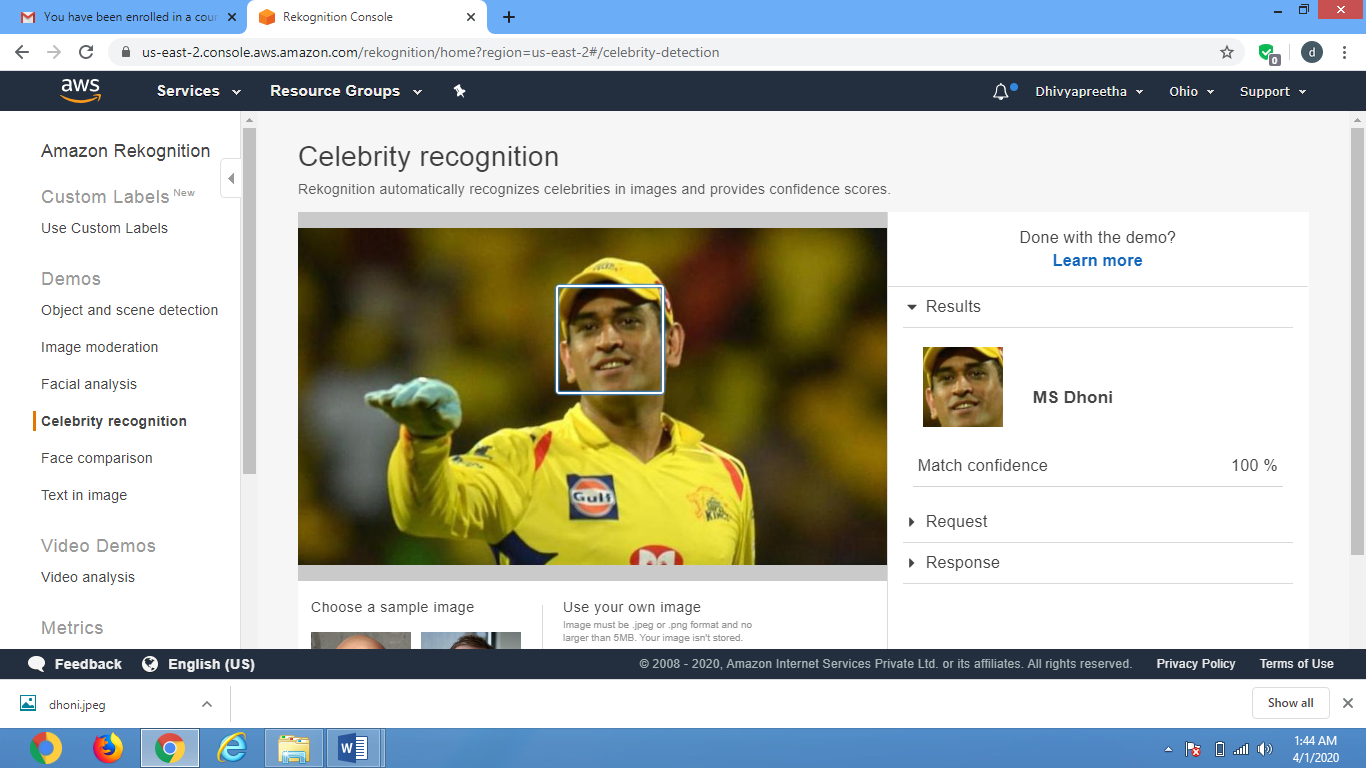 You have been enrolled in a cour
Rekognition Console
us-east-2.console.aws.amazon.com/rekognition/home?region=us-east-2#/celebrity-detection
0
d
aws
Services
Resource Groups
Dhivyapreetha
Ohio
Support
Amazon Rekognition
Custom Labels New
Use Custom Labels
Demos
Object and scene detection
Image moderation
Facial analysis
Celebrity recognition
Face comparison
Text in image
Video Demos
Video analysis
Metrics
Celebrity recognition
Rekognition automatically recognizes celebrities in images and provides confidence scores.
Gulf
Choose a sample image
Use your own image
Image must be .jpeg or .png format and no
larger than 5MB. Your image isn't stored.
Done with the demo?
Learn more
Results
MS Dhoni
Match confidence
100 %
Request
Response
Feedback
English (US)
© 2008 - 2020, Amazon Internet Services Private Ltd. or its affiliates. All rights reserved.
Privacy Policy
Terms of Use
dhoni.jpeg
Show all
1:44 AM
4/1/2020